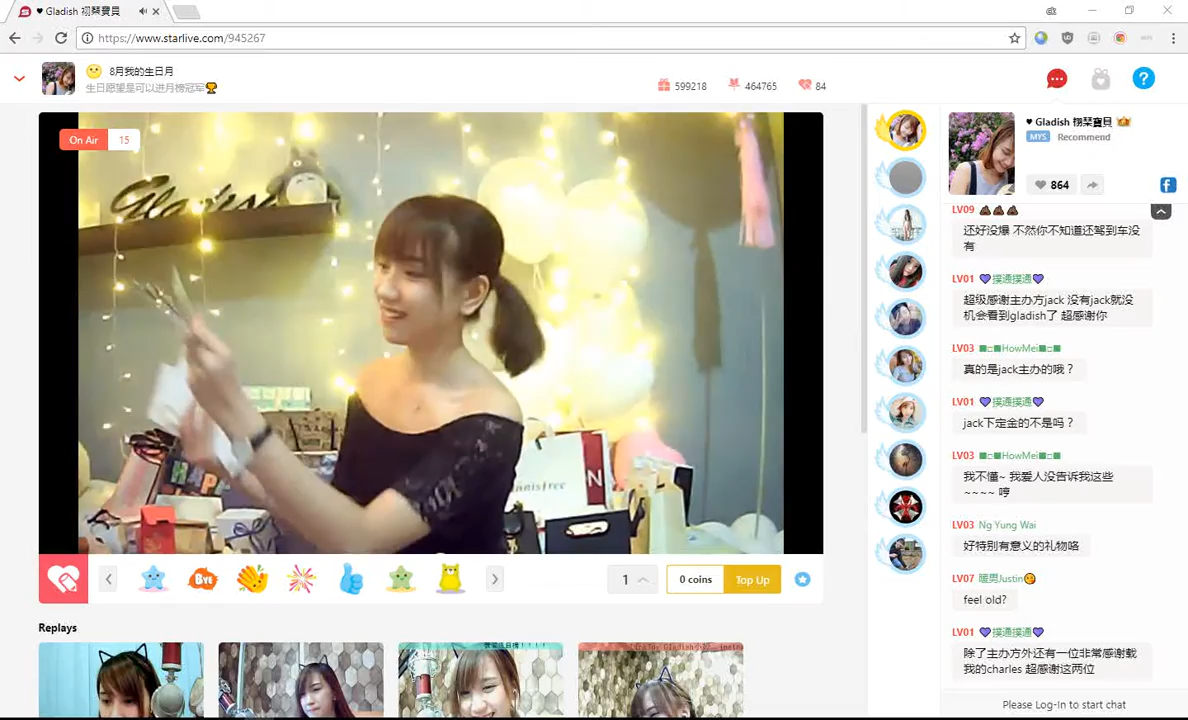 ♥ Gladish 栩琹寶貝
https://www.starlive.com/945267
8月我的生日月
生日愿望是可以进月榜冠军🏆
599218
464765
84
?
On Air 15
Gladish
♥ Gladish 栩琹寶貝
MYS Recommend
864
f
LV09 💩💩💩
还好没爆 不然你不知道还驾到车没
有
LV01 💜撲通撲通💜
超级感谢主办方jack 没有jack就没
机会看到gladish了 超感谢你
LV03 ■□■HowMei■□■
真的是jack主办的哦？
LV01 💜撲通撲通💜
jack下定金的不是吗？
LV03 ■□■HowMei■□■
我不懂~ 我爱人没告诉我这些
~~~~ 哼
LV03 Ng Yung Wai
好特别有意义的礼物咯
LV07 暖男Justin😘
feel old?
LV01 💜撲通撲通💜
除了主办方外还有一位非常感谢载
我的charles 超感谢这两位
Please Log-In to start chat
innisfree
N
BYE
1
0 coins
Top Up
Replays